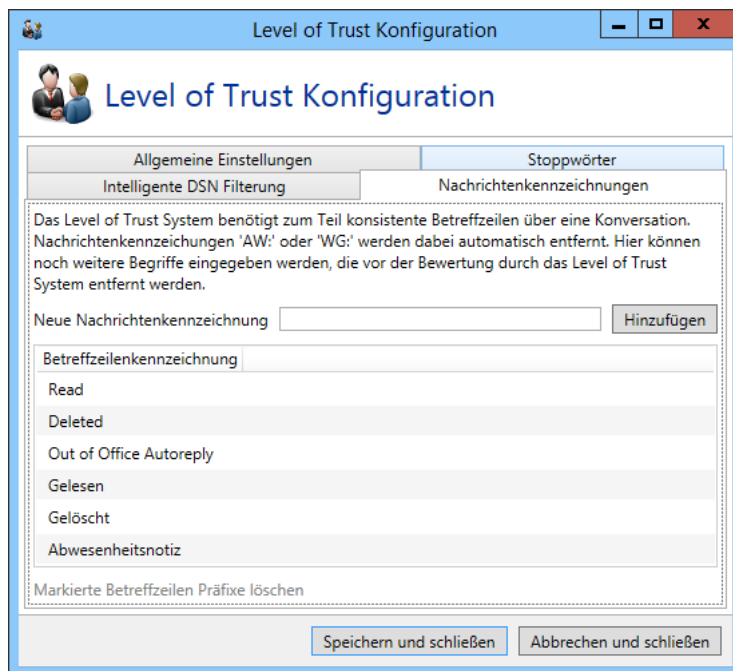 Level of Trust Konfiguration
Level of Trust Konfiguration
Allgemeine Einstellungen
Stoppwörter
Intelligente DSN Filterung
Nachrichtenkennzeichnungen
Das Level of Trust System benötigt zum Teil konsistente Betreffzeilen über eine Konversation.
Nachrichtenkennzeichungen 'AW:' oder 'WG:' werden dabei automatisch entfernt. Hier können
noch weitere Begriffe eingegeben werden, die vor der Bewertung durch das Level of Trust
System entfernt werden.
Neue Nachrichtenkennzeichnung
Hinzufügen
Betreffzeilenkennzeichnung
Read
Deleted
Out of Office Autoreply
Gelesen
Gelöscht
Abwesenheitsnotiz
Markierte Betreffzeilen Präfixe löschen
Speichern und schließen
Abbrechen und schließen